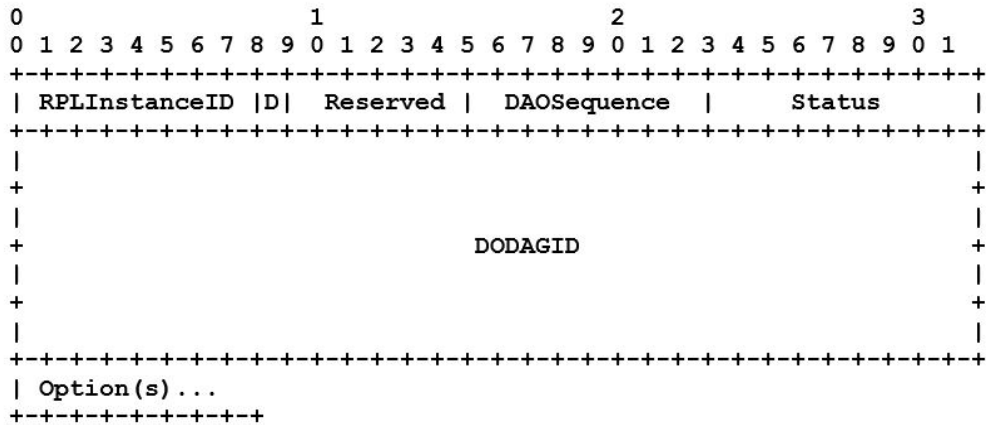 0                   1                   2                   3
0 1 2 3 4 5 6 7 8 9 0 1 2 3 4 5 6 7 8 9 0 1 2 3 4 5 6 7 8 9 0 1
+-+-+-+-+-+-+-+-+-+-+-+-+-+-+-+-+-+-+-+-+-+-+-+-+-+-+-+-+-+-+-+-+
| RPLInstanceID |D|  Reserved |  DAOSequence  |     Status      |
+-+-+-+-+-+-+-+-+-+-+-+-+-+-+-+-+-+-+-+-+-+-+-+-+-+-+-+-+-+-+-+-+
|                                                               |
+                                                               +
|                                                               |
+                              DODAGID                          +
|                                                               |
+                                                               +
|                                                               |
+-+-+-+-+-+-+-+-+-+-+-+-+-+-+-+-+-+-+-+-+-+-+-+-+-+-+-+-+-+-+-+-+
| Option(s)...
+-+-+-+-+-+-+-+-+